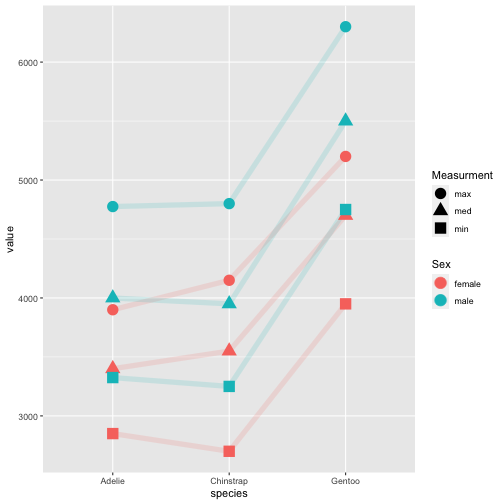 6000
5000
4000
3000
value
Adelie
Chinstrap
Gentoo
species
Measurment
max
med
min
Sex
female
male